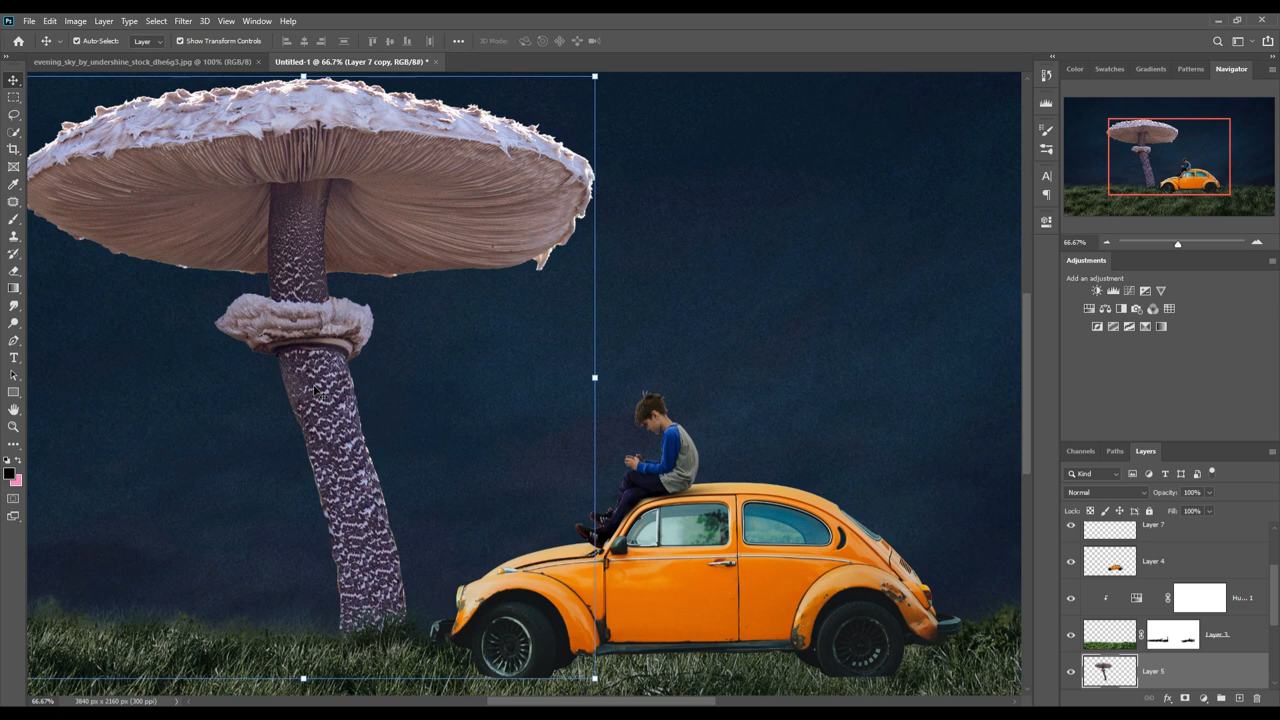 Ps File Edit Image Layer Type Select Filter 3D View Window Help
Auto-Select: Layer Show Transform Controls 3D Mode:
evening_sky_by_undershine_stock_dhe6g3.jpg @ 100% (RGB/8) × Untitled-1 @ 66.7% (Layer 7 copy, RGB/8#) * ×
Color Swatches Gradients Patterns Navigator
66.67%
Adjustments
Add an adjustment
Channels Paths Layers
Kind
Normal Opacity: 100%
Lock: Fill: 100%
Layer 7
Layer 4
Hu... 1
Layer 3
Layer 5
66.67% 3840 px x 2160 px (300 ppi)